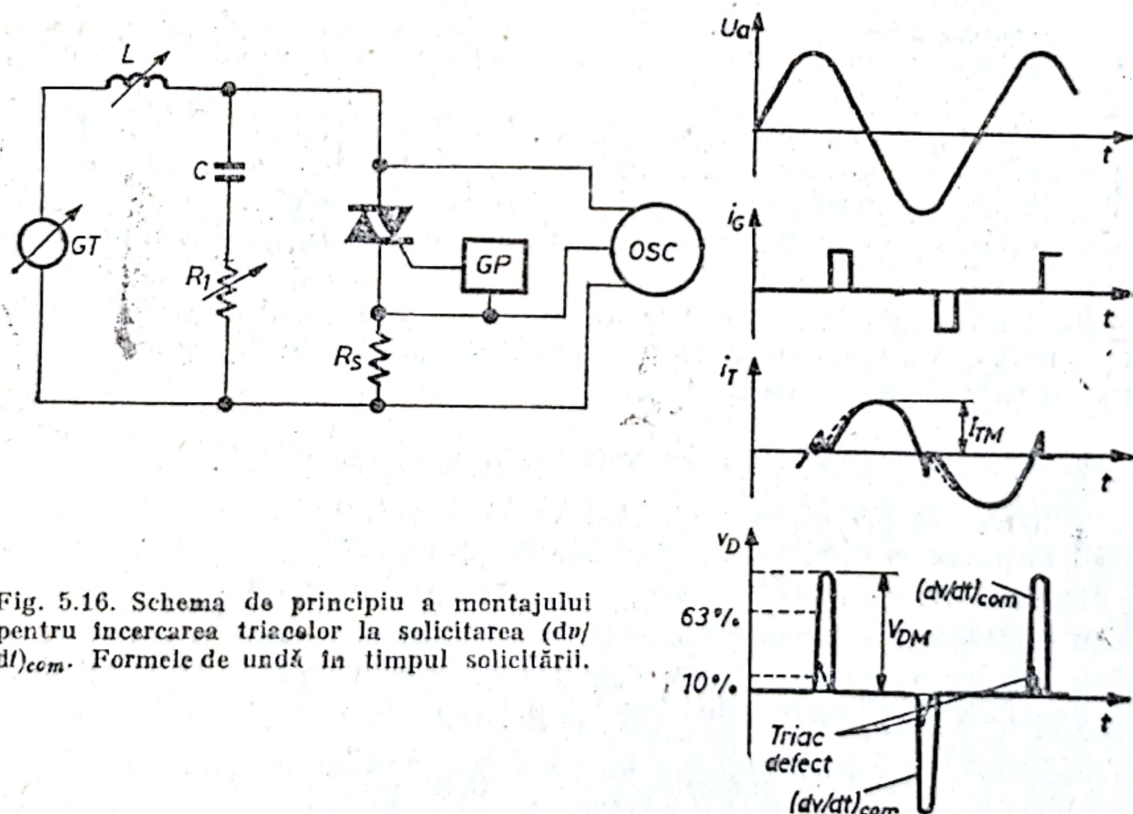 L
C
GT
R1
GP
OSC
RS
Ua
t
iG
t
iT
ITM
t
vD
(dv/dt)com
63%
VDM
10%
t
Triac
defect
(dv/dt)com
Fig. 5.16. Schema de principiu a montajului
pentru încercarea triacelor la solicitarea (dv/
dt)com. Formele de undă în timpul solicitării.